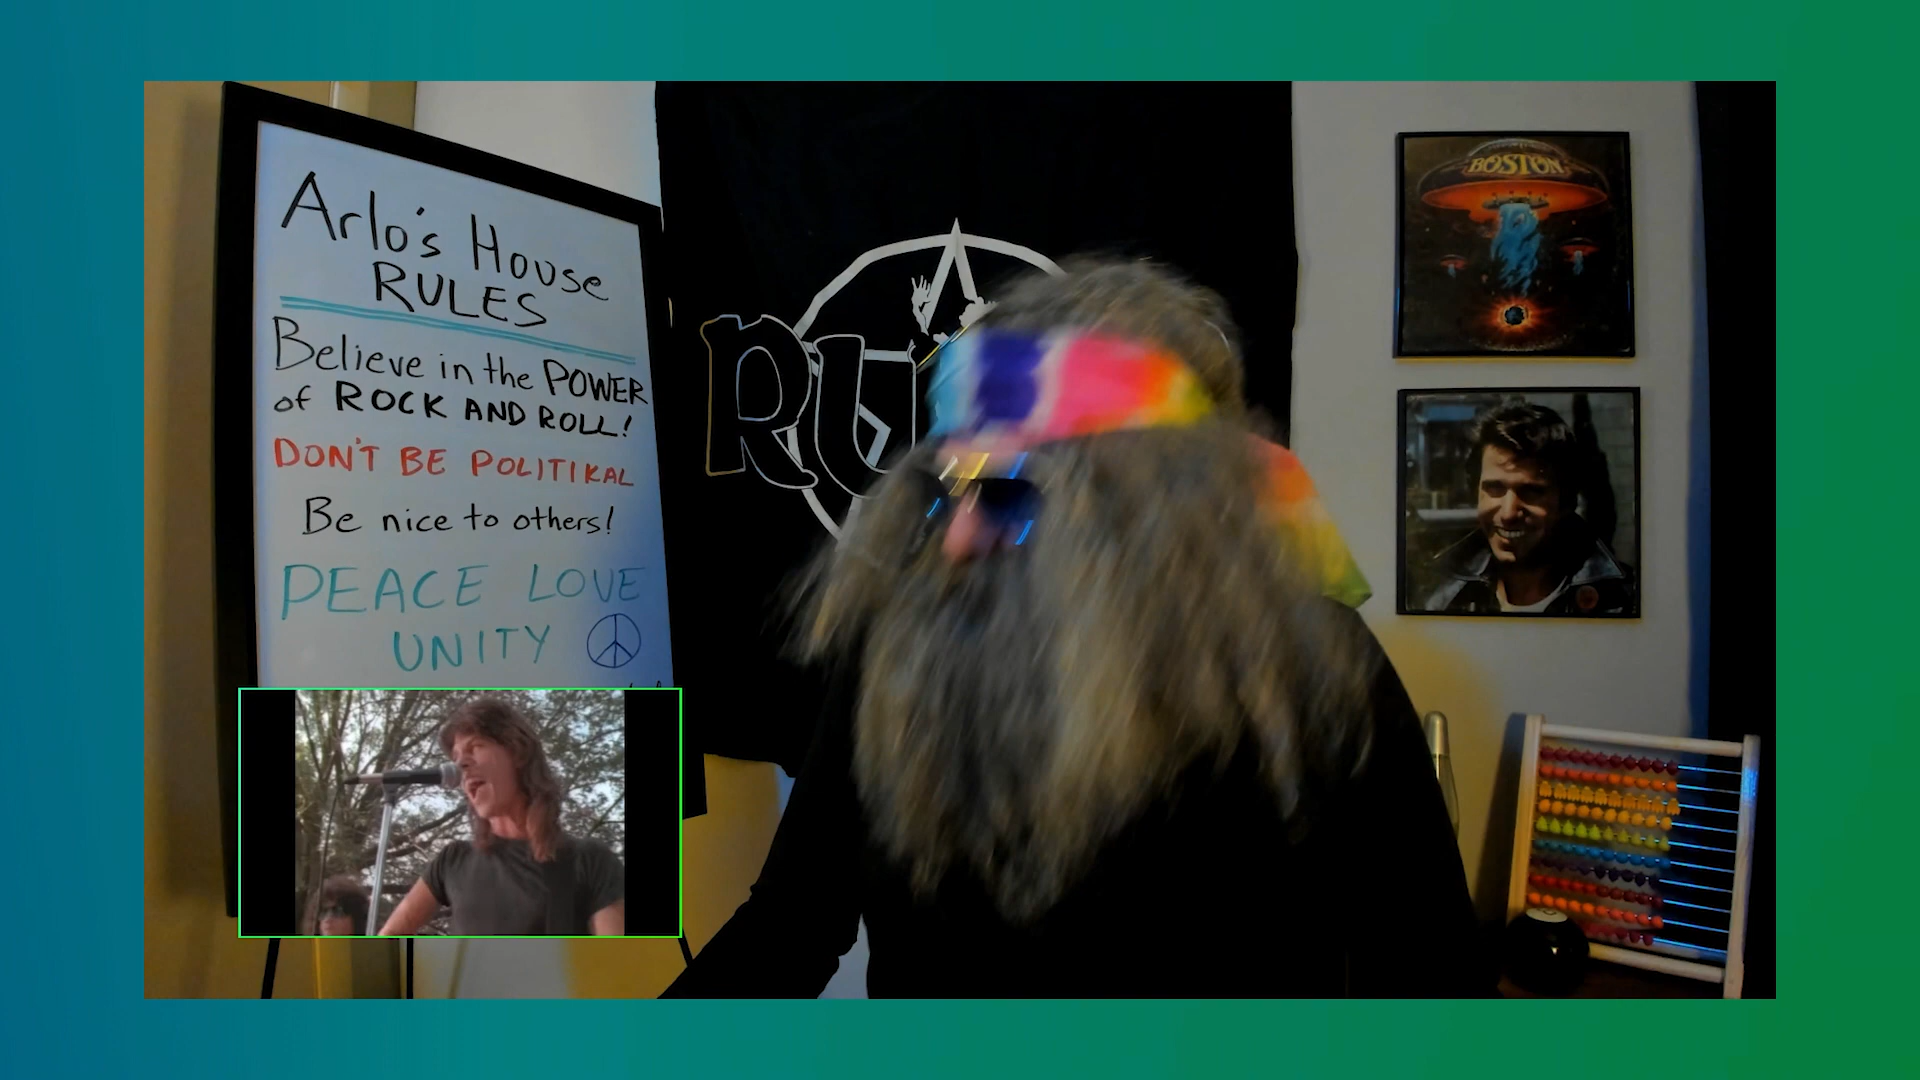 Arlo's House
RULES
Believe in the POWER
of ROCK AND ROLL!
DON'T BE POLITIKAL
Be nice to others!
PEACE LOVE
UNITY
RU
BOSTON